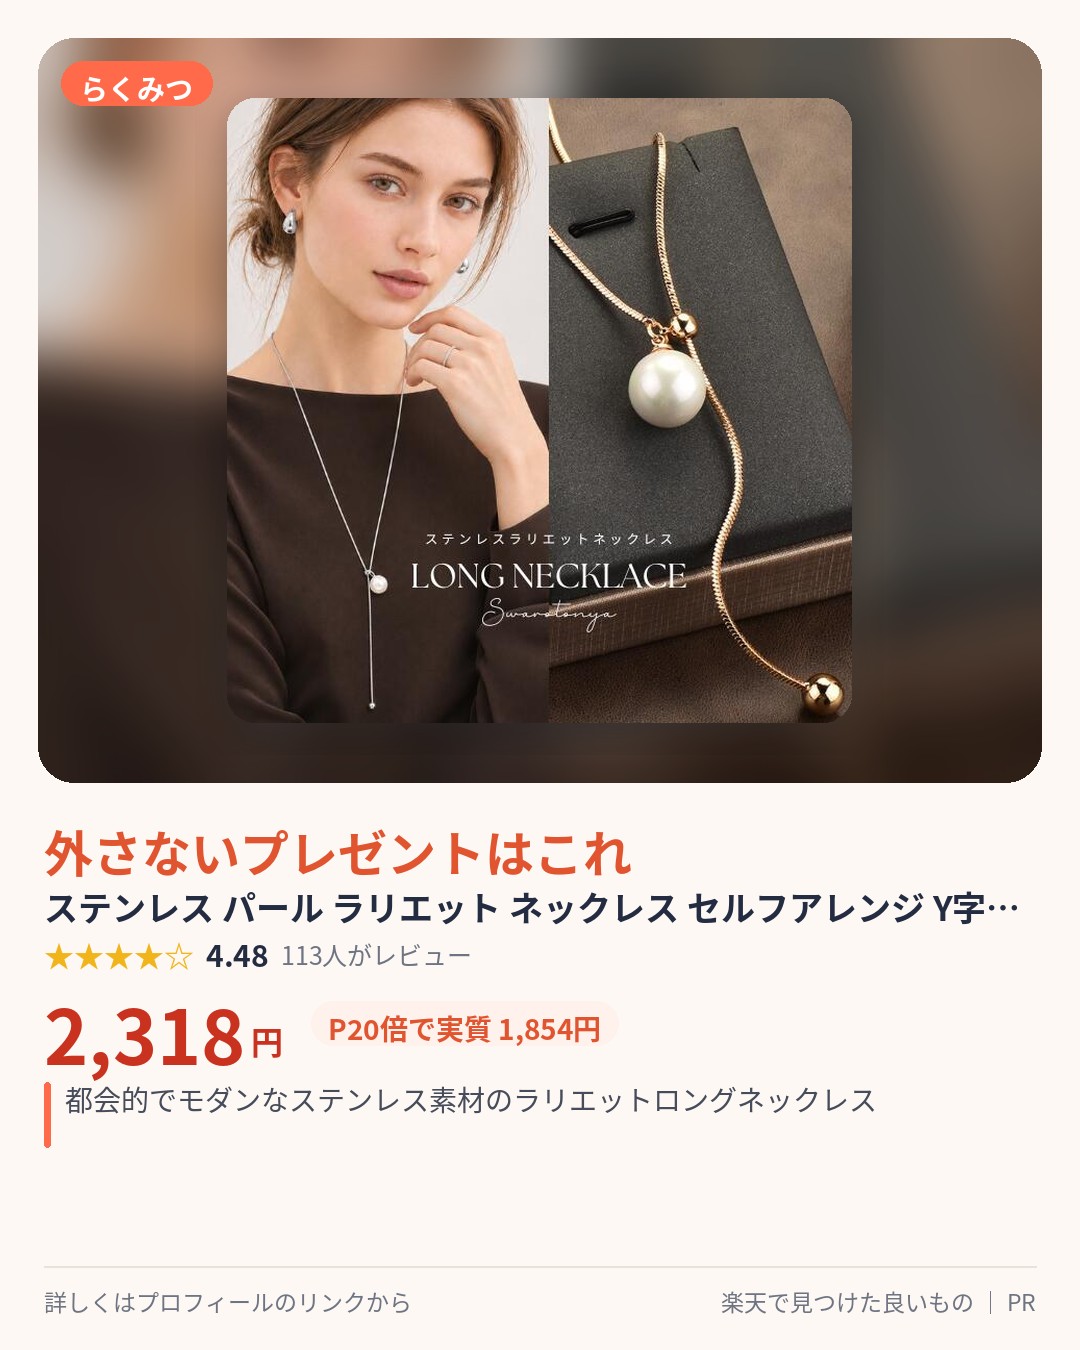 らくみつ
ステンレスラリエットネックレス
LONG NECKLACE
Swarotonya
外さないプレゼントはこれ
ステンレス パール ラリエット ネックレス セルフアレンジ Y字…
★★★★☆ 4.48 113人がレビュー
2,318円 P20倍で実質 1,854円
都会的でモダンなステンレス素材のラリエットロングネックレス
詳しくはプロフィールのリンクから
楽天で見つけた良いもの｜PR